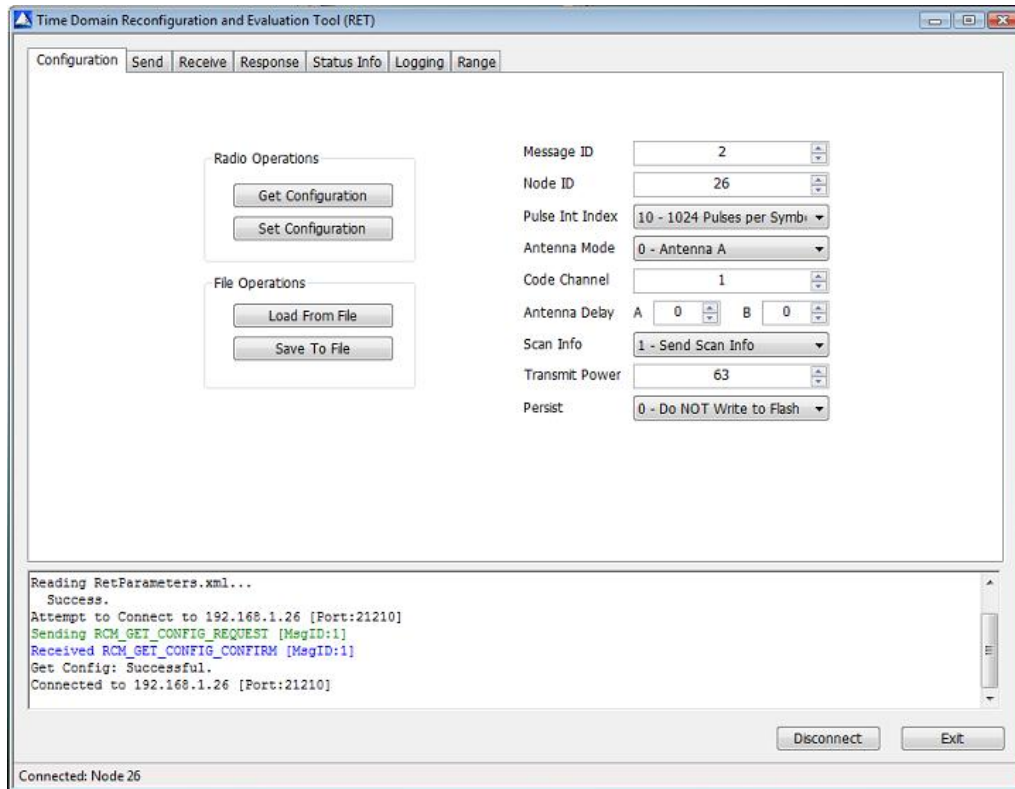 Time Domain Reconfiguration and Evaluation Tool (RET)
Configuration Send Receive Response Status Info Logging Range
Radio Operations
Get Configuration
Set Configuration
File Operations
Load From File
Save To File
Message ID 2
Node ID 26
Pulse Int Index 10 - 1024 Pulses per Symb
Antenna Mode 0 - Antenna A
Code Channel 1
Antenna Delay A 0 B 0
Scan Info 1 - Send Scan Info
Transmit Power 63
Persist 0 - Do NOT Write to Flash
Reading RetParameters.xml...
Success.
Attempt to Connect to 192.168.1.26 [Port:21210]
Sending RCM_GET_CONFIG_REQUEST [MsgID:1]
Received RCM_GET_CONFIG_CONFIRM [MsgID:1]
Get Config: Successful.
Connected to 192.168.1.26 [Port:21210]
Disconnect Exit
Connected: Node 26